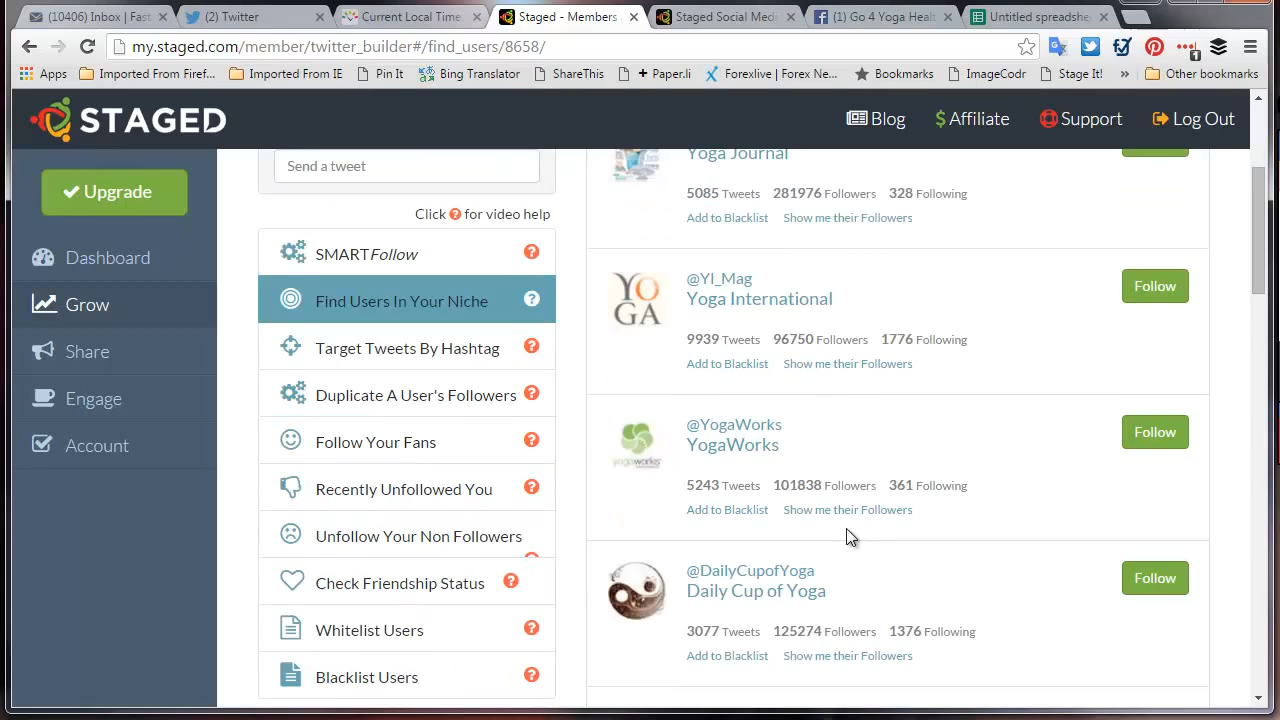 (10406) Inbox | Fast
(2) Twitter
Current Local Time
Staged - Members
Staged Social Medi
(1) Go 4 Yoga Healt
Untitled spreadshe
my.staged.com/member/twitter_builder#7find_users/8658/
Apps
Imported From Firef...
Imported From IE
Pin It
Bing Translator
ShareThis
+ Paper.li
Forexlive | Forex Ne...
Bookmarks
ImageCodr
Stage It!
»
Other bookmarks
STAGED
Blog
Affiliate
Support
Log Out
Upgrade
Dashboard
Grow
Share
Engage
Account
Send a tweet
Click ? for video help
SMARTFollow ?
Find Users In Your Niche ?
Target Tweets By Hashtag ?
Duplicate A User's Followers ?
Follow Your Fans ?
Recently Unfollowed You ?
Unfollow Your Non Followers
Check Friendship Status ?
Whitelist Users ?
Blacklist Users ?
Yoga Journal
5085 Tweets 281976 Followers 328 Following
Add to Blacklist Show me their Followers
@YI_Mag
Yoga International
Follow
YOGA
9939 Tweets 96750 Followers 1776 Following
Add to Blacklist Show me their Followers
@YogaWorks
YogaWorks
Follow
yogaworks
5243 Tweets 101838 Followers 361 Following
Add to Blacklist Show me their Followers
@DailyCupofYoga
Daily Cup of Yoga
Follow
3077 Tweets 125274 Followers 1376 Following
Add to Blacklist Show me their Followers